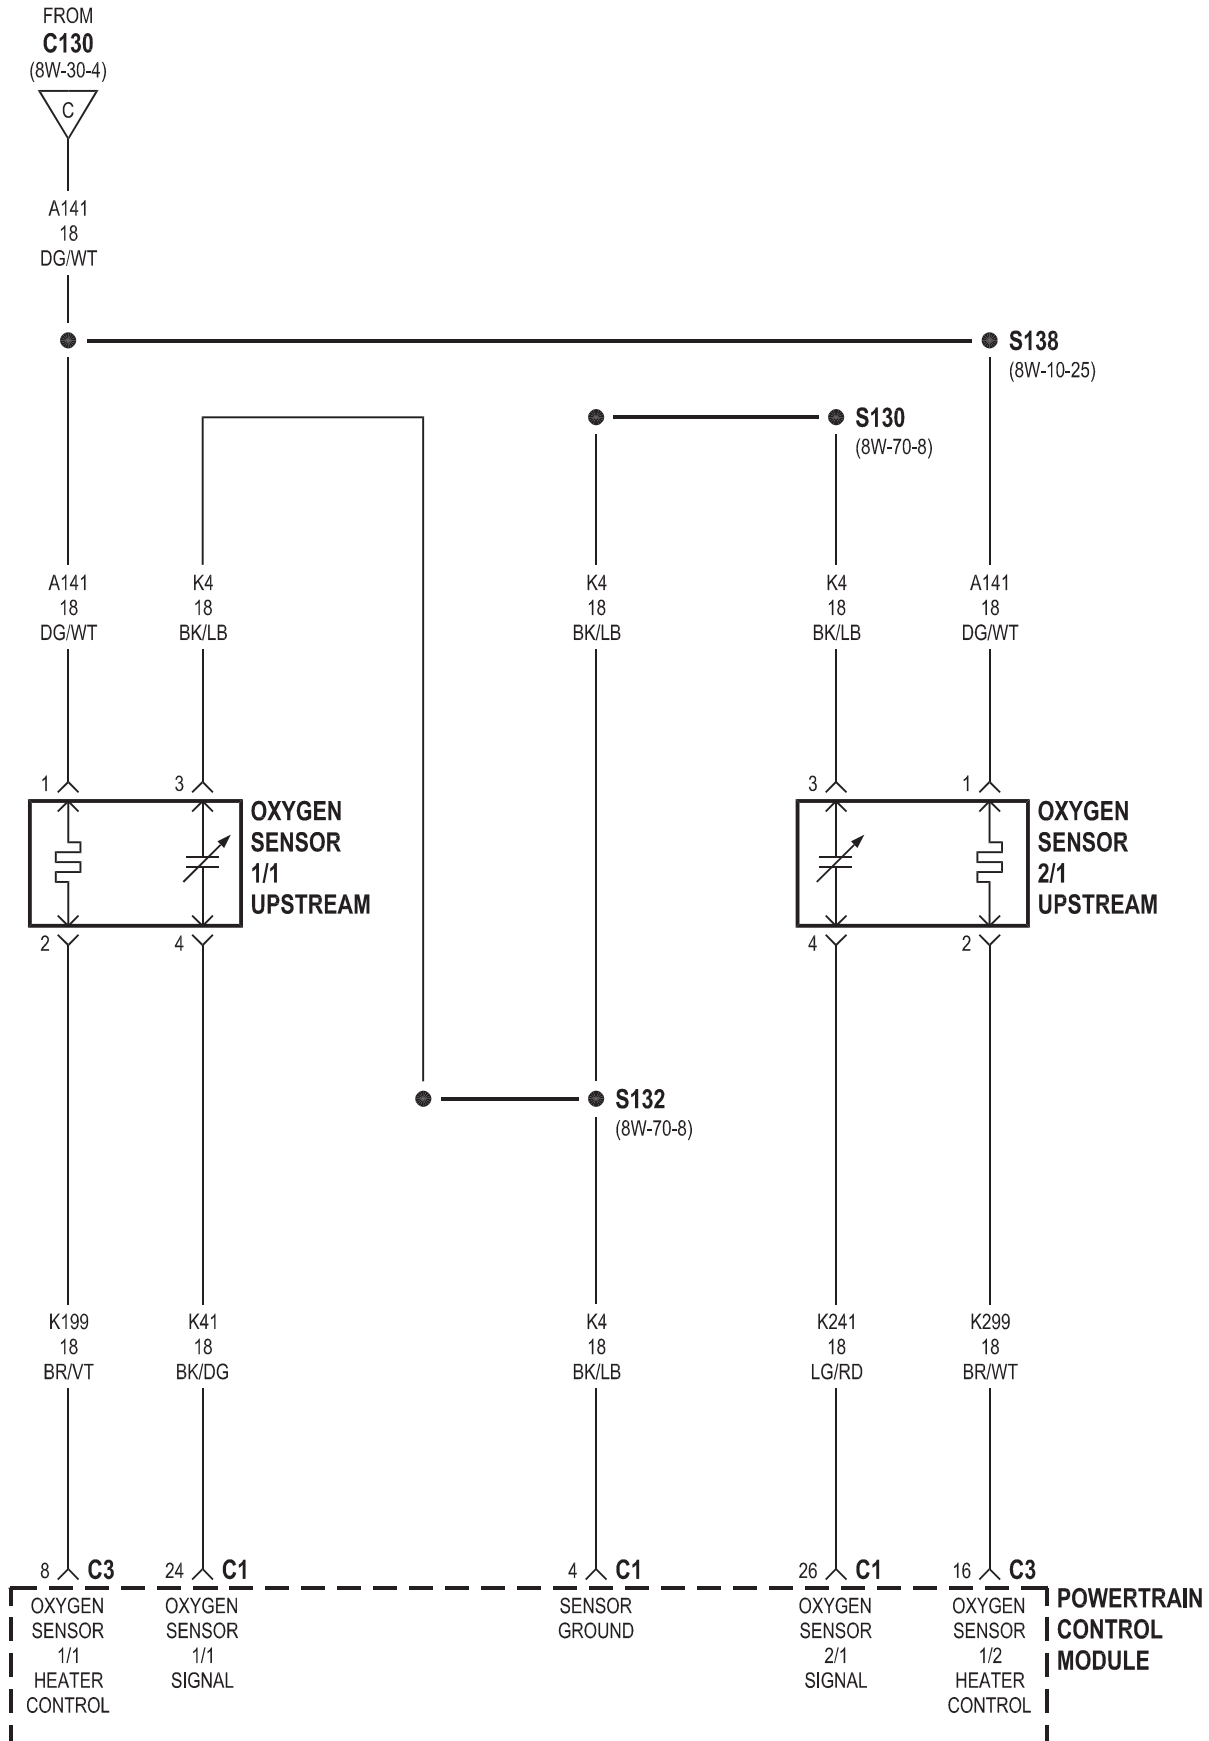 FROM
C130
(8W-30-4)
C
A141
18
DG/WT
S138
(8W-10-25)
S130
(8W-70-8)
A141
18
DG/WT
K4
18
BK/LB
K4
18
BK/LB
K4
18
BK/LB
A141
18
DG/WT
1
3
3
1
OXYGEN
SENSOR
1/1
UPSTREAM
OXYGEN
SENSOR
2/1
UPSTREAM
2
4
4
2
S132
(8W-70-8)
K199
18
BR/VT
K41
18
BK/DG
K4
18
BK/LB
K241
18
LG/RD
K299
18
BR/WT
8 C3
24 C1
4 C1
26 C1
16 C3
OXYGEN
SENSOR
1/1
HEATER
CONTROL
OXYGEN
SENSOR
1/1
SIGNAL
SENSOR
GROUND
OXYGEN
SENSOR
2/1
SIGNAL
OXYGEN
SENSOR
1/2
HEATER
CONTROL
POWERTRAIN
CONTROL
MODULE